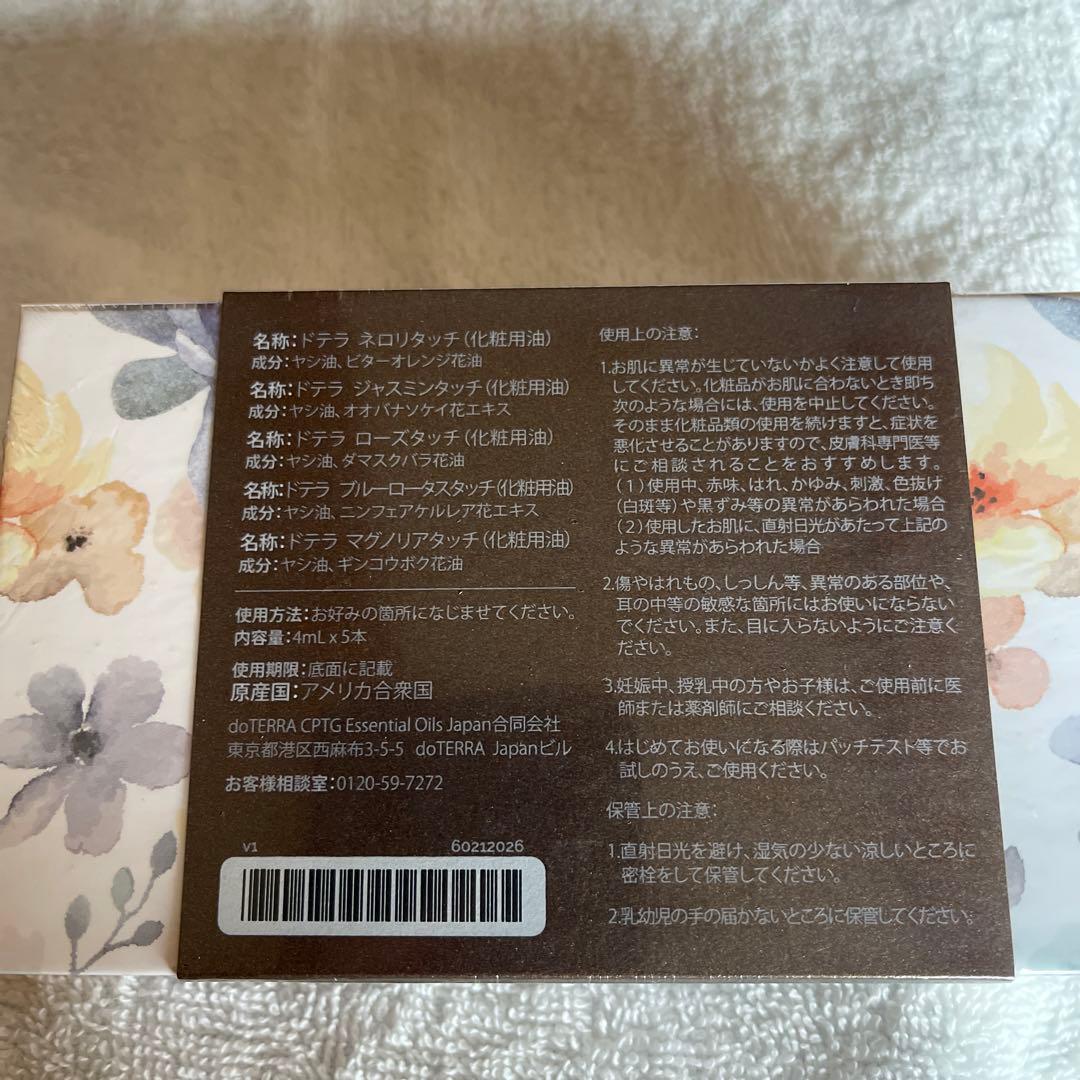 名称：ドテラ ネロリタッチ（化粧用油）
成分：ヤシ油、ビターオレンジ花油
名称：ドテラ ジャスミンタッチ（化粧用油）
成分：ヤシ油、オオバナソケイ花エキス
名称：ドテラ ローズタッチ（化粧用油）
成分：ヤシ油、ダマスクバラ花油
名称：ドテラ ブルーロータスタッチ（化粧用油）
成分：ヤシ油、ニンフェアケルレア花エキス
名称：ドテラ マグノリアタッチ（化粧用油）
成分：ヤシ油、ギンコウボク花油
使用方法：お好みの箇所になじませてください。
内容量：4mL x 5本
使用期限：底面に記載
原産国：アメリカ合衆国
doTERRA CPTG Essential Oils Japan合同会社
東京都港区西麻布3-5-5 doTERRA Japanビル
お客様相談室：0120-59-7272
v1 60212026
使用上の注意：
1.お肌に異常が生じていないかよく注意して使用
してください。化粧品がお肌に合わないとき即ち
次のような場合には、使用を中止してください。
そのまま化粧品類の使用を続けますと、症状を
悪化させることがありますので、皮膚科専門医等
にご相談されることをおすすめします。
（1）使用中、赤味、はれ、かゆみ、刺激、色抜け
（白斑等）や黒ずみ等の異常があらわれた場合
（2）使用したお肌に、直射日光があたって上記の
ような異常があらわれた場合
2.傷やはれもの、しっしん等、異常のある部位や、
耳の中等の敏感な箇所にはお使いにならない
でください。また、目に入らないようにご注意く
ださい。
3.妊娠中、授乳中の方やお子様は、ご使用前に医
師または薬剤師にご相談ください。
4.はじめてお使いになる際はパッチテスト等でお
試しのうえ、ご使用ください。
保管上の注意：
1.直射日光を避け、湿気の少ない涼しいところに
密栓をして保管してください。
2.乳幼児の手の届かないところに保管してください。